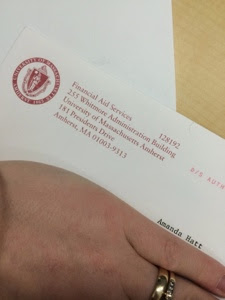 128192
Financial Aid Services
255 Whitmore Administration Building
University of Massachusetts Amherst
181 Presidents Drive
Amherst, MA 01003-9313
Amanda Hatt